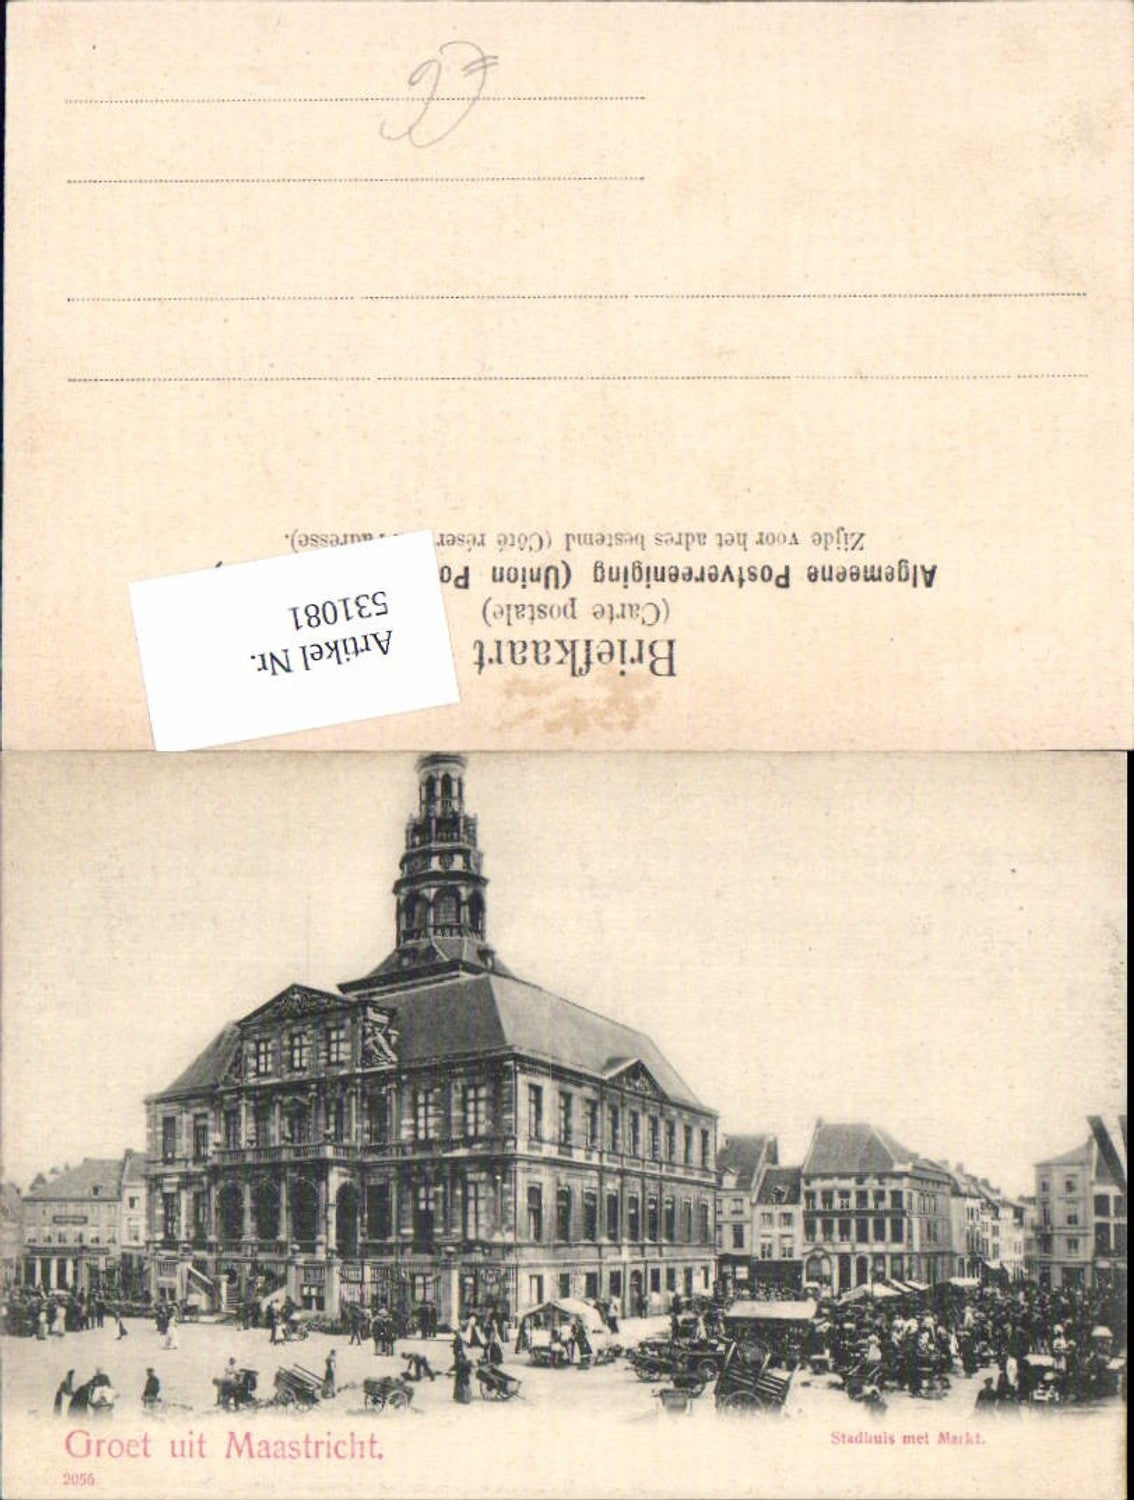 Briefkaart
(Carte postale)
Algemeene Postvereeniging (Union Po
Zijde voor het adres bestemd (Côté réser l'adresse).
Artikel Nr.
531081
Groet uit Maastricht.
Stadhuis met Markt.
2056